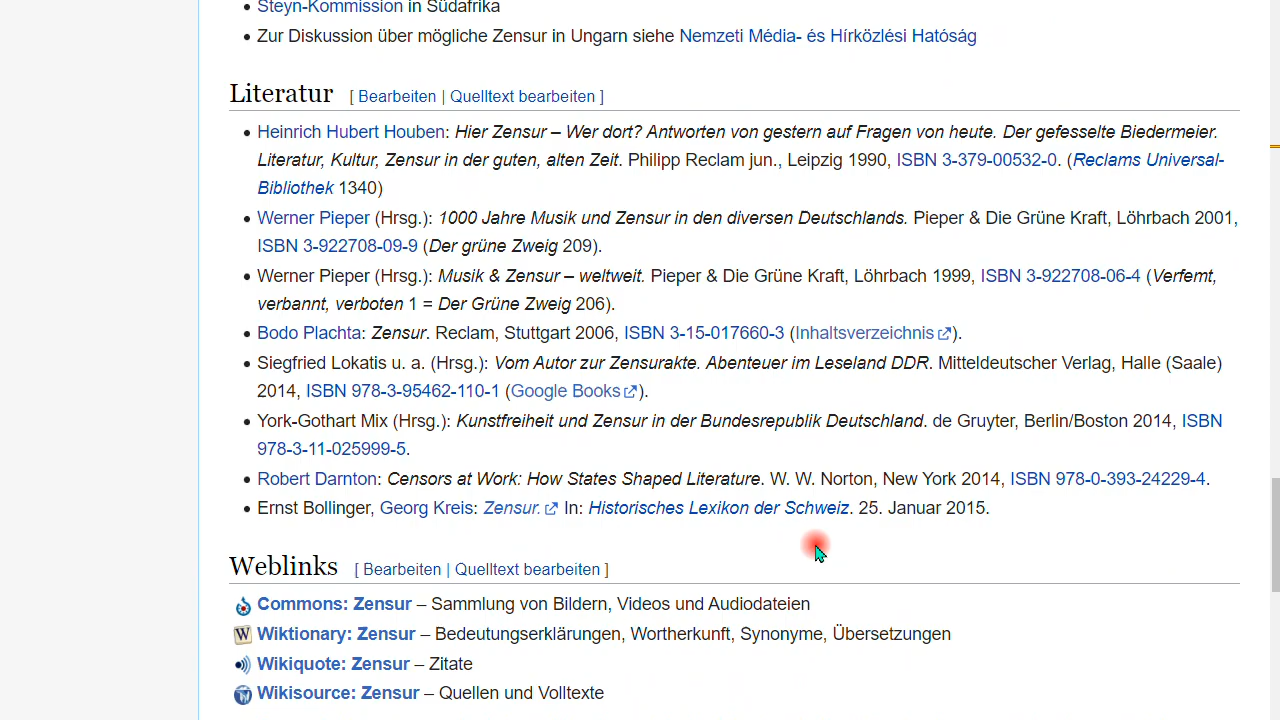 Steyn-Kommission in Südafrika
Zur Diskussion über mögliche Zensur in Ungarn siehe Nemzeti Média- és Hírközlési Hatóság
Literatur [ Bearbeiten | Quelltext bearbeiten ]
Heinrich Hubert Houben: Hier Zensur – Wer dort? Antworten von gestern auf Fragen von heute. Der gefesselte Biedermeier.
Literatur, Kultur, Zensur in der guten, alten Zeit. Philipp Reclam jun., Leipzig 1990, ISBN 3-379-00532-0. (Reclams Universal-
Bibliothek 1340)
Werner Pieper (Hrsg.): 1000 Jahre Musik und Zensur in den diversen Deutschlands. Pieper & Die Grüne Kraft, Löhrbach 2001,
ISBN 3-922708-09-9 (Der grüne Zweig 209).
Werner Pieper (Hrsg.): Musik & Zensur – weltweit. Pieper & Die Grüne Kraft, Löhrbach 1999, ISBN 3-922708-06-4 (Verfemt,
verbannt, verboten 1 = Der Grüne Zweig 206).
Bodo Plachta: Zensur. Reclam, Stuttgart 2006, ISBN 3-15-017660-3 (Inhaltsverzeichnis).
Siegfried Lokatis u. a. (Hrsg.): Vom Autor zur Zensurakte. Abenteuer im Leseland DDR. Mitteldeutscher Verlag, Halle (Saale)
2014, ISBN 978-3-95462-110-1 (Google Books).
York-Gothart Mix (Hrsg.): Kunstfreiheit und Zensur in der Bundesrepublik Deutschland. de Gruyter, Berlin/Boston 2014, ISBN
978-3-11-025999-5.
Robert Darnton: Censors at Work: How States Shaped Literature. W. W. Norton, New York 2014, ISBN 978-0-393-24229-4.
Ernst Bollinger, Georg Kreis: Zensur. In: Historisches Lexikon der Schweiz. 25. Januar 2015.
Weblinks [ Bearbeiten | Quelltext bearbeiten ]
Commons: Zensur – Sammlung von Bildern, Videos und Audiodateien
W Wiktionary: Zensur – Bedeutungserklärungen, Wortherkunft, Synonyme, Übersetzungen
Wikiquote: Zensur – Zitate
Wikisource: Zensur – Quellen und Volltexte